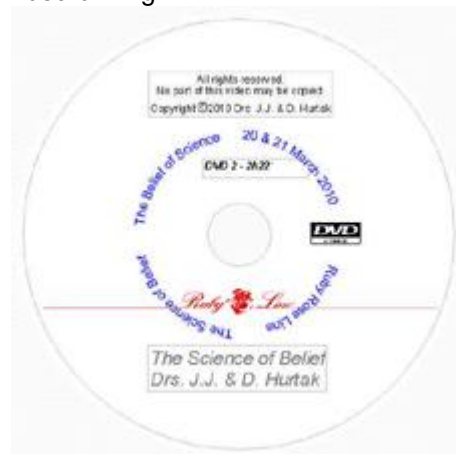 All rights reserved.
No part of this video may be copied
Copyright ©2010 Drs. J.J. & D. Hurtak
The Belief of Science 20 & 21 March 2010
DVD 2 -
DVD
The Science of Belief Ruby Rose Line
Ruby Line
The Science of Belief
Drs. J.J. & D. Hurtak